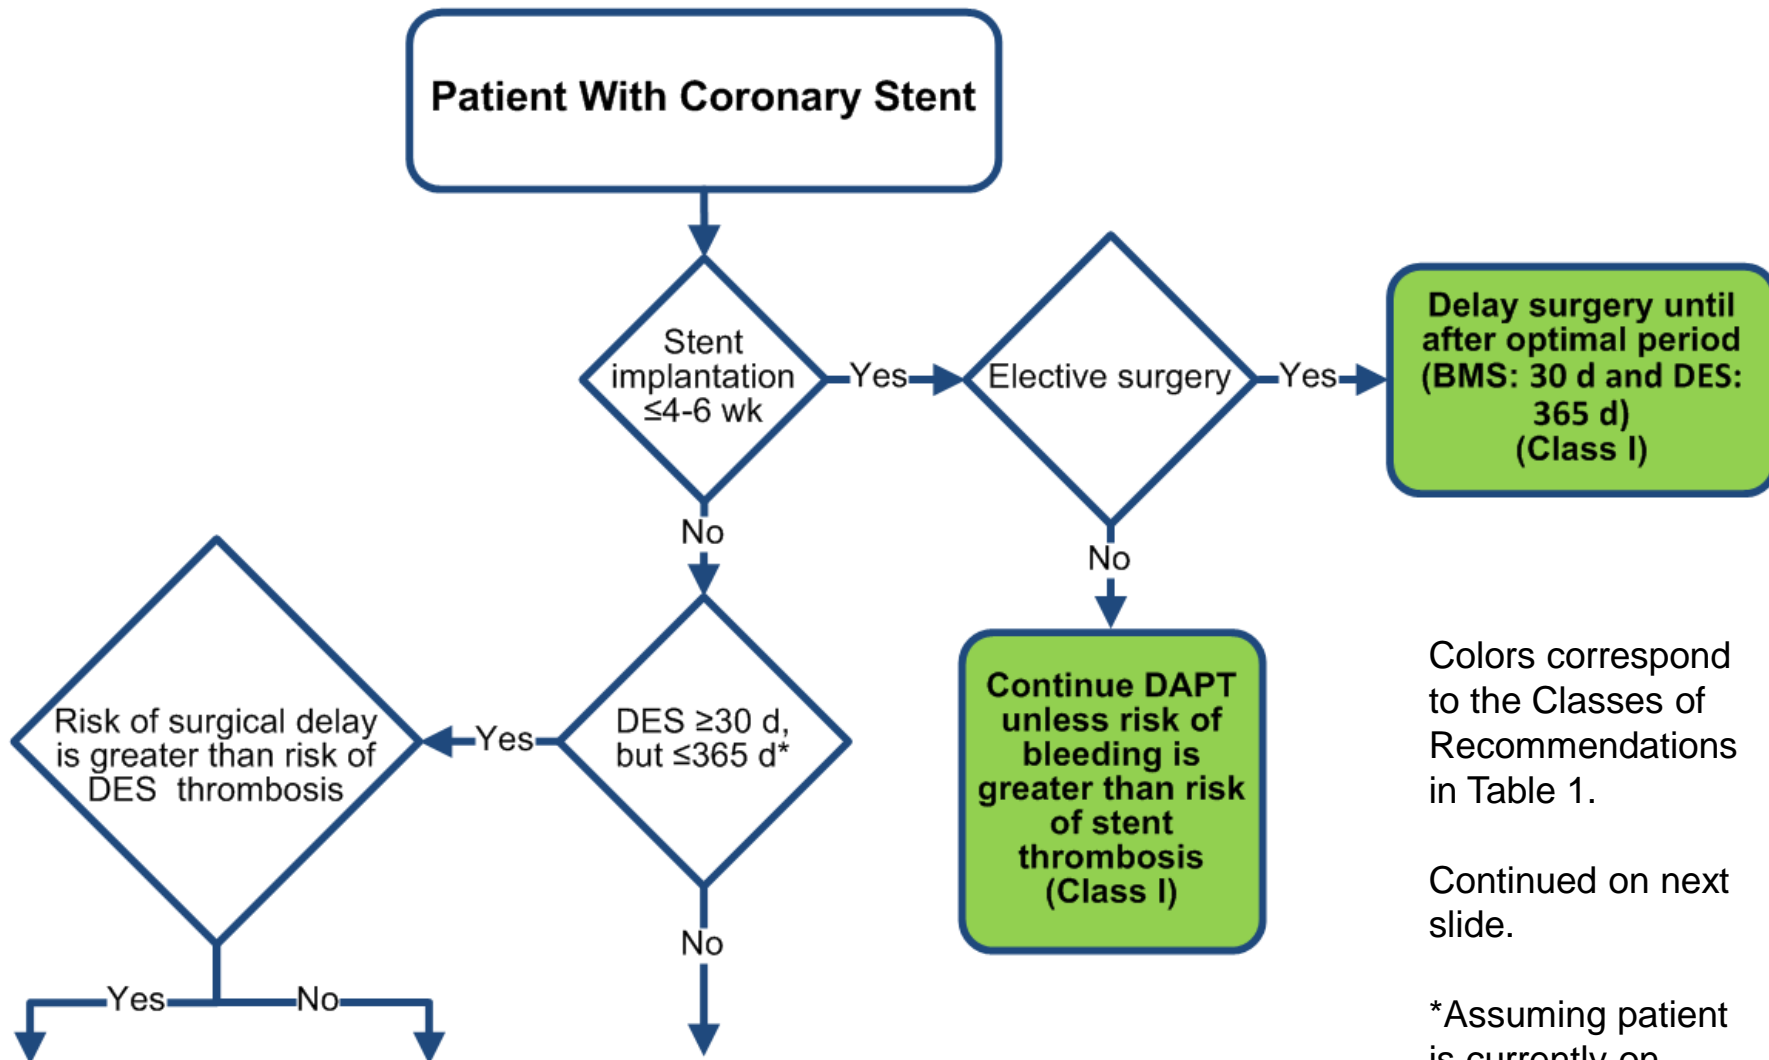 Patient With Coronary Stent
Stent
implantation
≤4-6 wk
Yes
Elective surgery
Yes
Delay surgery until
after optimal period
(BMS: 30 d and DES:
365 d)
(Class I)
No
No
Continue DAPT
unless risk of
bleeding is
greater than risk
of stent
thrombosis
(Class I)
DES ≥30 d,
but ≤365 d*
Yes
Risk of surgical delay
is greater than risk of
DES thrombosis
No
Yes
No
Colors correspond
to the Classes of
Recommendations
in Table 1.
Continued on next
slide.
*Assuming patient
is currently on